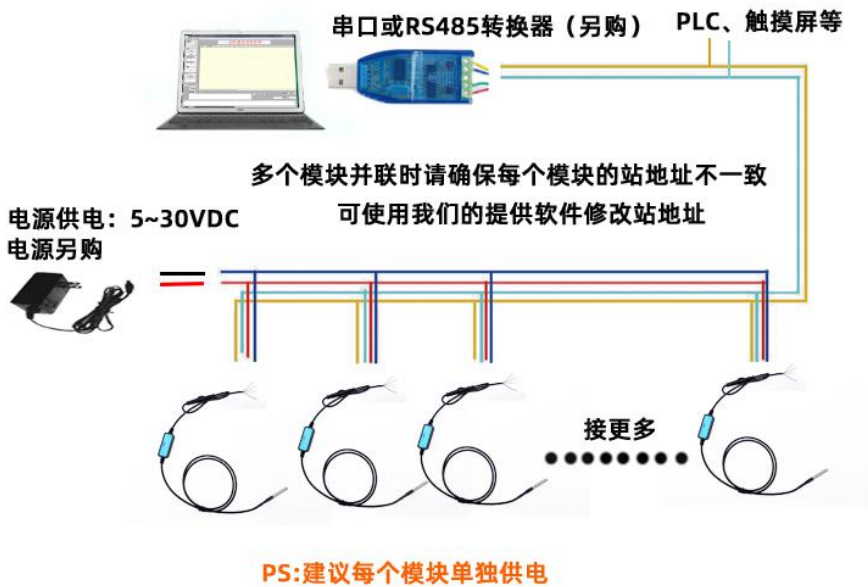 串口或RS485转换器（另购）
PLC、触摸屏等
多个模块并联时请确保每个模块的站地址不一致
可使用我们的提供软件修改站地址
电源供电：5~30VDC
电源另购
接更多
PS:建议每个模块单独供电